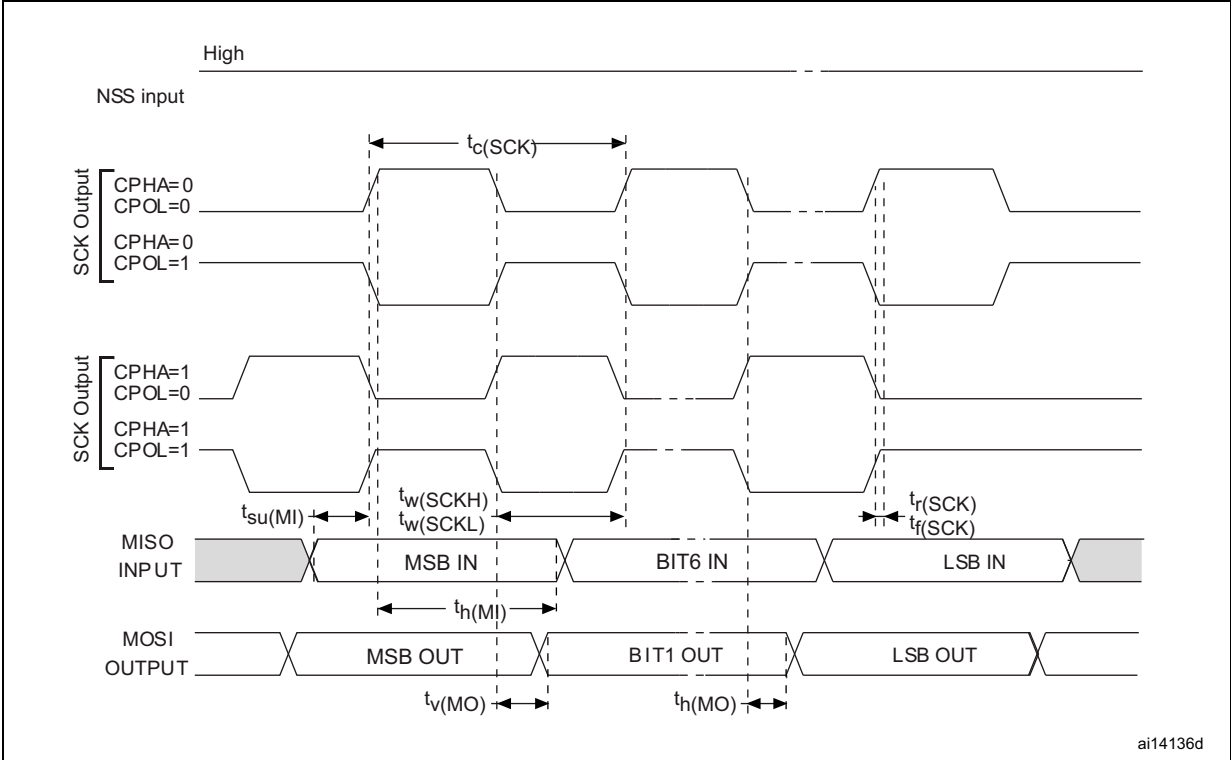 High
NSS input
tc(SCK)
SCK Output
CPHA=0
CPOL=0
CPHA=0
CPOL=1
SCK Output
CPHA=1
CPOL=0
CPHA=1
CPOL=1
tw(SCKH)
tw(SCKL)
tr(SCK)
tf(SCK)
tsu(MI)
MISO
INPUT
MSB IN
BIT6 IN
LSB IN
th(MI)
MOSI
OUTPUT
MSB OUT
BIT1 OUT
LSB OUT
tv(MO)
th(MO)
ai14136d